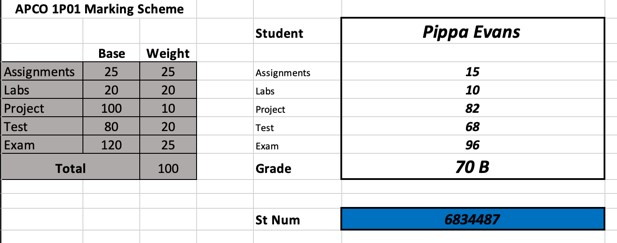 APCO 1P01 Marking Scheme
Student Pippa Evans
Base Weight
Assignments 25 25 Assignments 15
Labs 20 20 Labs 10
Project 100 10 Project 82
Test 80 20 Test 68
Exam 120 25 Exam 96
Total 100 Grade 70 B
St Num 6834487